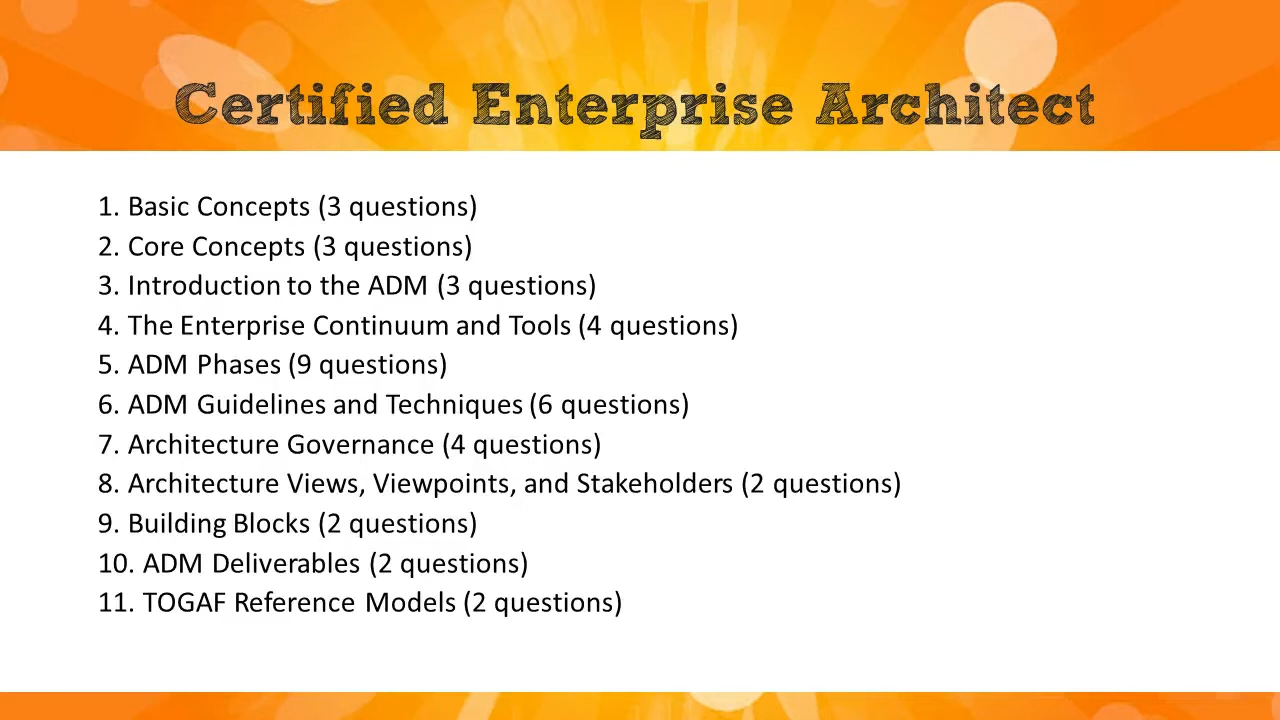 Certified Enterprise Architect
1. Basic Concepts (3 questions)
2. Core Concepts (3 questions)
3. Introduction to the ADM (3 questions)
4. The Enterprise Continuum and Tools (4 questions)
5. ADM Phases (9 questions)
6. ADM Guidelines and Techniques (6 questions)
7. Architecture Governance (4 questions)
8. Architecture Views, Viewpoints, and Stakeholders (2 questions)
9. Building Blocks (2 questions)
10. ADM Deliverables (2 questions)
11. TOGAF Reference Models (2 questions)